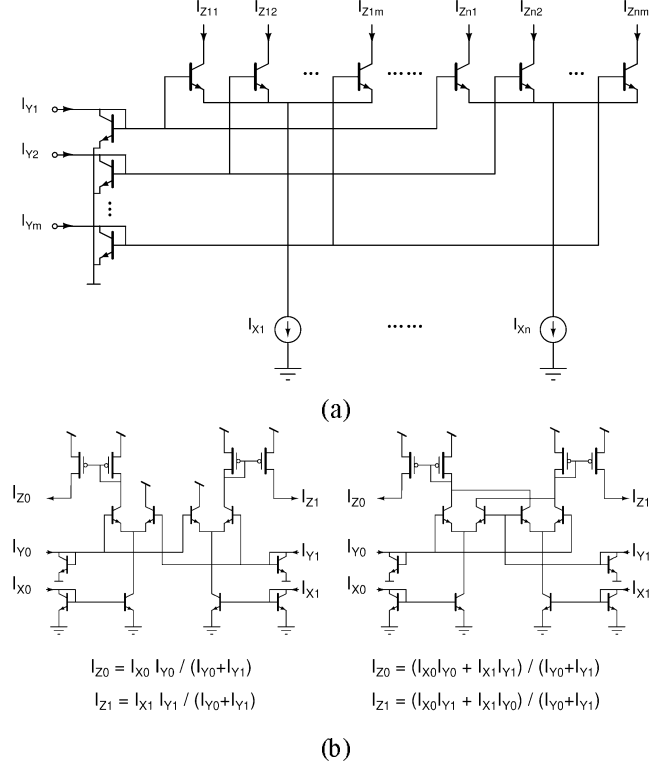 I_Z11 I_Z12 I_Z1m I_Zn1 I_Zn2 I_Znm
... ...... ...
I_Y1
I_Y2
...
I_Ym
I_X1 ...... I_Xn
(a)
I_Z0 I_Z1 I_Z0 I_Z1
I_Y0 I_Y1 I_Y0 I_Y1
I_X0 I_X1 I_X0 I_X1
I_Z0 = I_X0 I_Y0 / (I_Y0+I_Y1) I_Z0 = (I_X0I_Y0 + I_X1I_Y1) / (I_Y0+I_Y1)
I_Z1 = I_X1 I_Y1 / (I_Y0+I_Y1) I_Z1 = (I_X0I_Y1 + I_X1I_Y0) / (I_Y0+I_Y1)
(b)